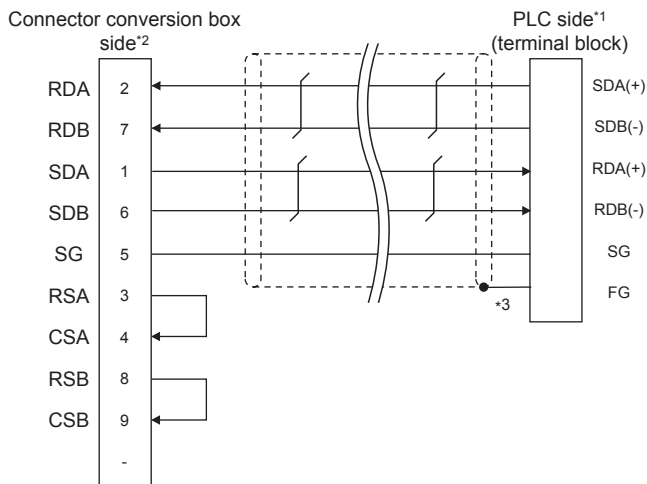 Connector conversion box side*2
PLC side*1
(terminal block)
RDA 2 SDA(+)
RDB 7 SDB(-)
SDA 1 RDA(+)
SDB 6 RDB(-)
SG 5 SG
RSA 3 *3 FG
CSA 4
RSB 8
CSB 9
-